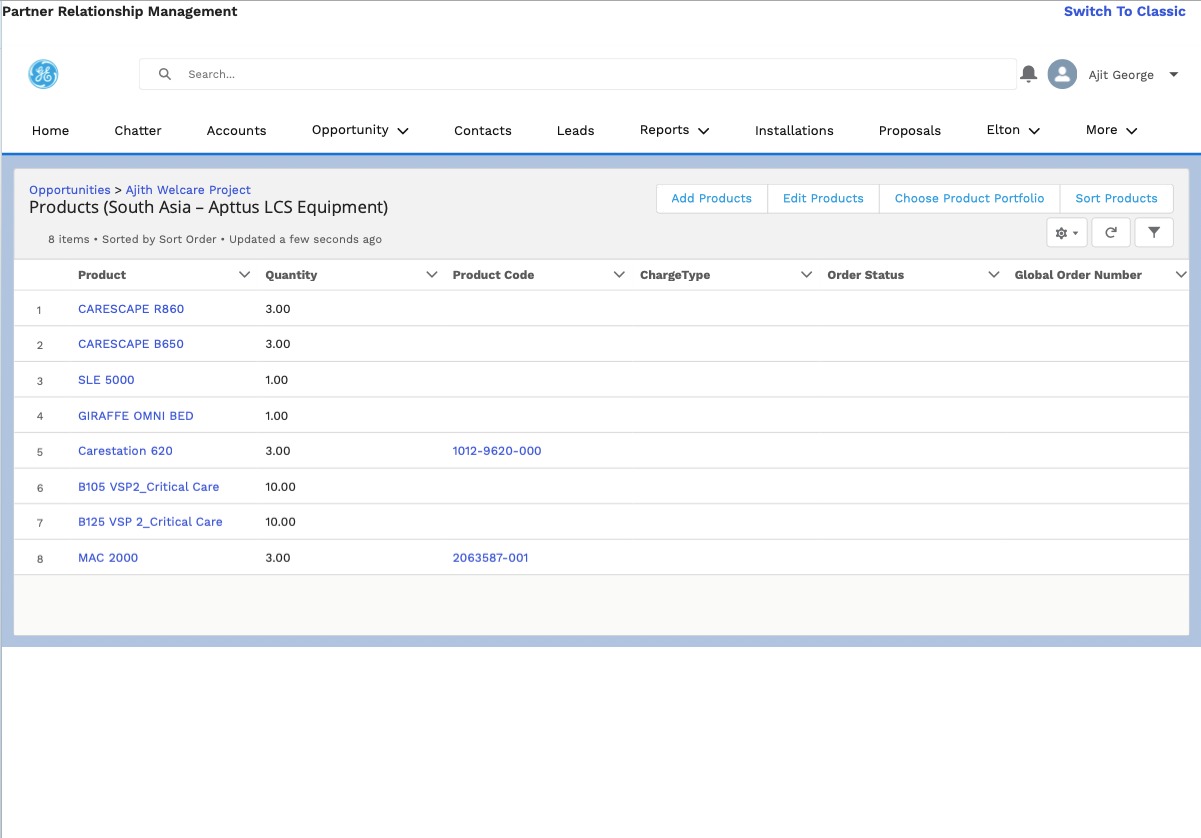 Partner Relationship Management Switch To Classic
Search... Ajit George
Home Chatter Accounts Opportunity Contacts Leads Reports Installations Proposals Elton More
Opportunities > Ajith Welcare Project
Products (South Asia – Apttus LCS Equipment)
Add Products Edit Products Choose Product Portfolio Sort Products
8 items • Sorted by Sort Order • Updated a few seconds ago
Product Quantity Product Code ChargeType Order Status Global Order Number
1 CARESCAPE R860 3.00
2 CARESCAPE B650 3.00
3 SLE 5000 1.00
4 GIRAFFE OMNI BED 1.00
5 Carestation 620 3.00 1012-9620-000
6 B105 VSP2_Critical Care 10.00
7 B125 VSP 2_Critical Care 10.00
8 MAC 2000 3.00 2063587-001